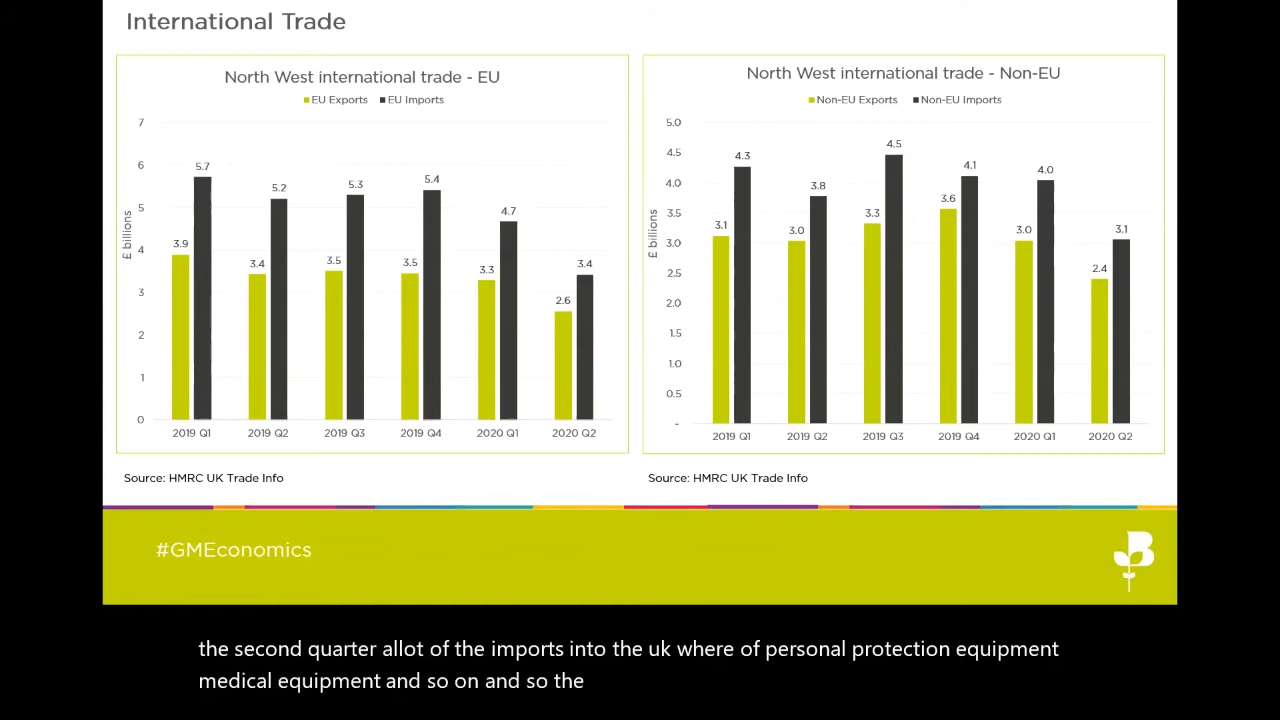 International Trade
North West international trade - EU
EU Exports EU Imports
7
6
5
4
3
2
1
0
£ billions
5.7
3.9
5.2
3.4
5.3
3.5
5.4
3.5
4.7
3.3
3.4
2.6
2019 Q1 2019 Q2 2019 Q3 2019 Q4 2020 Q1 2020 Q2
Source: HMRC UK Trade Info
North West international trade - Non-EU
Non-EU Exports Non-EU Imports
5.0
4.5
4.0
3.5
3.0
2.5
2.0
1.5
1.0
0.5
-
£ billions
4.3
3.1
3.8
3.0
4.5
3.3
4.1
3.6
4.0
3.0
3.1
2.4
2019 Q1 2019 Q2 2019 Q3 2019 Q4 2020 Q1 2020 Q2
Source: HMRC UK Trade Info
#GMEconomics
B
the second quarter allot of the imports into the uk where of personal protection equipment
medical equipment and so on and so the